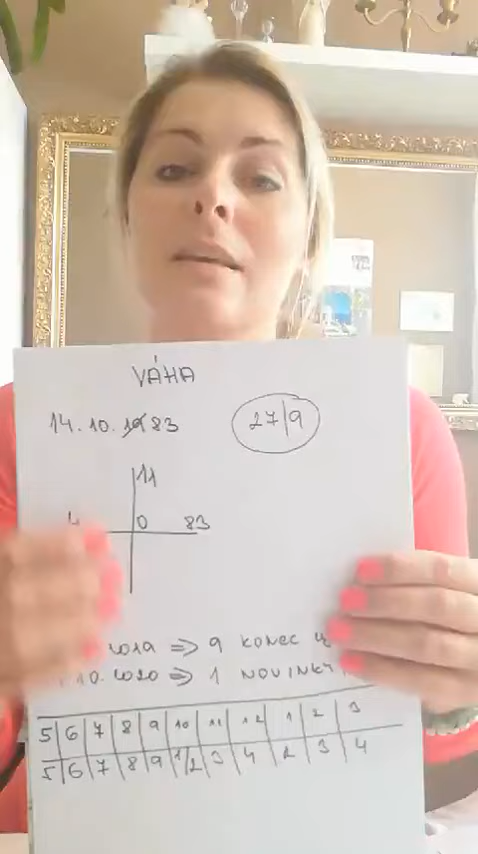 VÁHA
14.10.1983 27|9
11
0 83
2019 => 9 KONEC
10.2020 => 1 NOVINKY
5 6 7 8 9 10 11 12 1 2 3
5 6 7 8 9 1/2 3 4 2 3 4